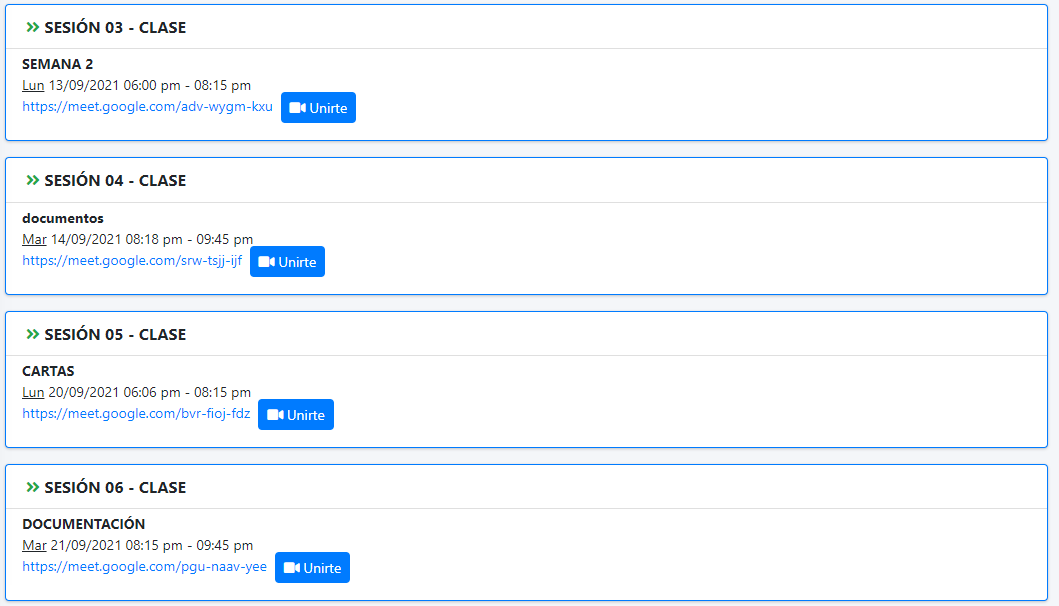 SESIÓN 03 - CLASE
SEMANA 2
Lun 13/09/2021 06:00 pm - 08:15 pm
https://meet.google.com/adv-wygm-kxu Unirte
SESIÓN 04 - CLASE
documentos
Mar 14/09/2021 08:18 pm - 09:45 pm
https://meet.google.com/srw-tsjj-ijf Unirte
SESIÓN 05 - CLASE
CARTAS
Lun 20/09/2021 06:06 pm - 08:15 pm
https://meet.google.com/bvr-fioj-fdz Unirte
SESIÓN 06 - CLASE
DOCUMENTACIÓN
Mar 21/09/2021 08:15 pm - 09:45 pm
https://meet.google.com/pgu-naav-yee Unirte